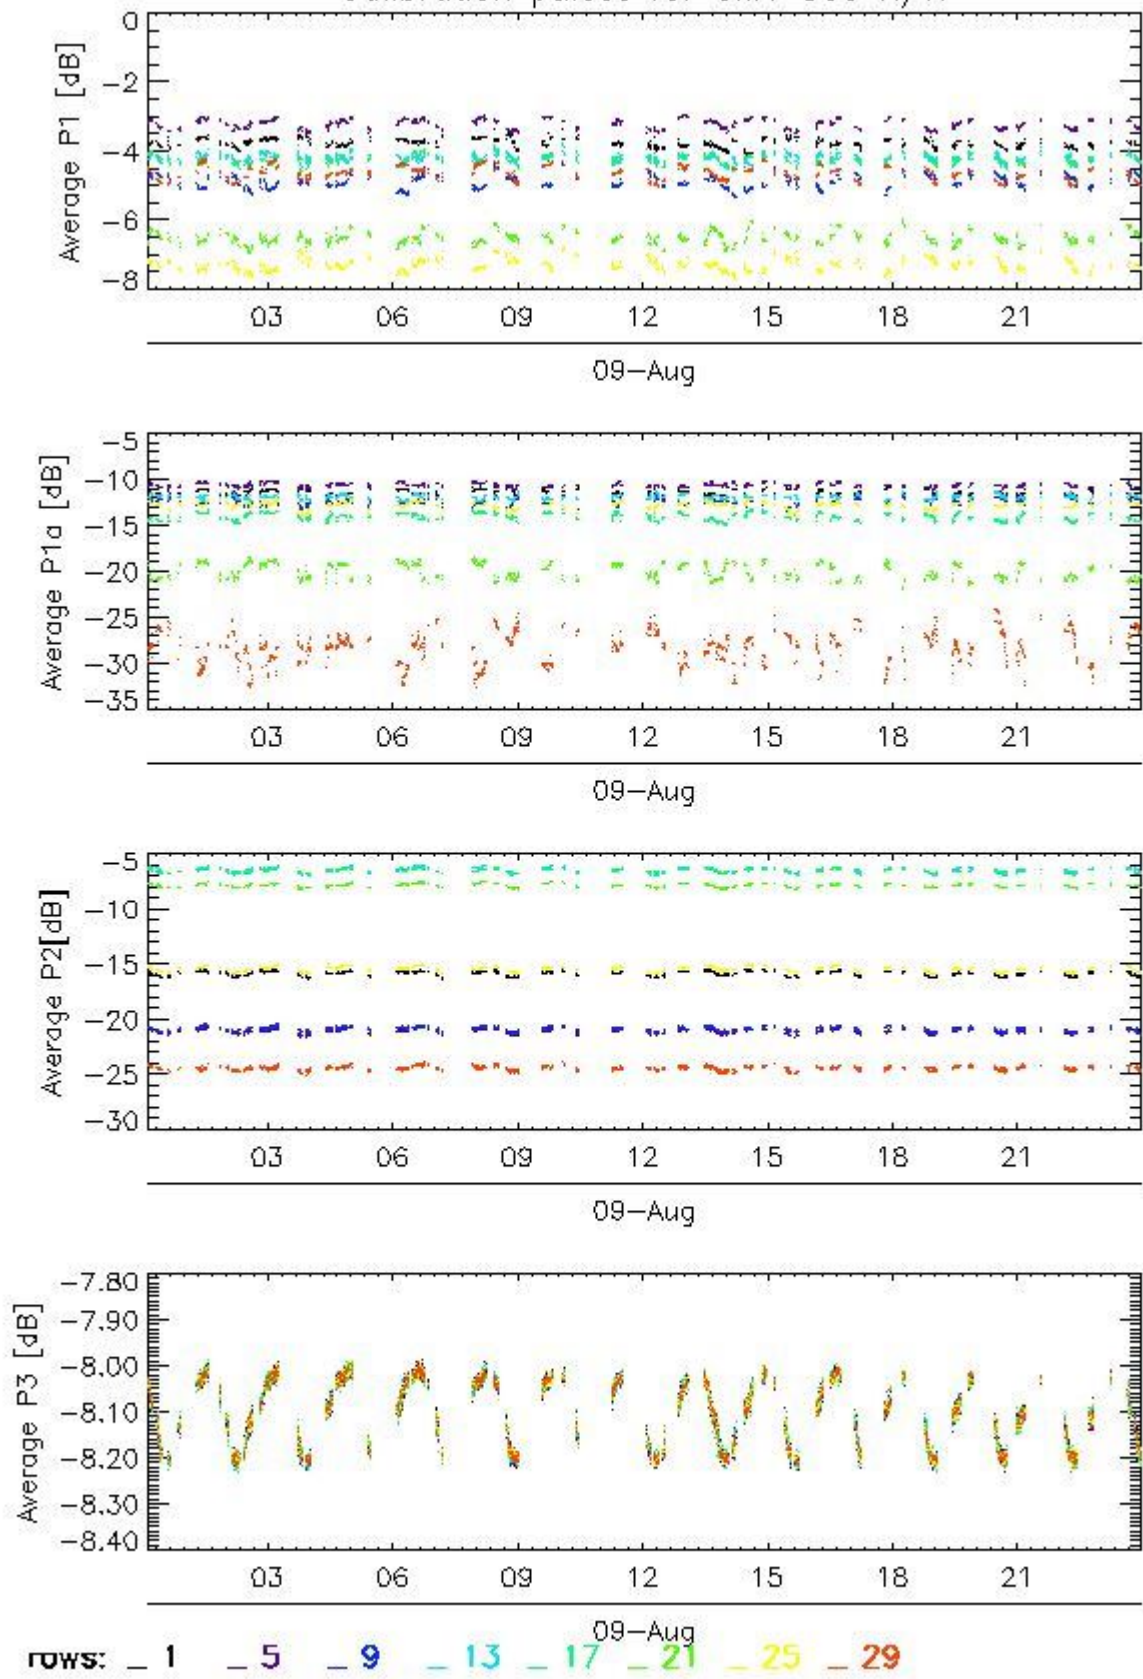 0
-2
-4
-6
-8
Average P1 [dB]
03 06 09 12 15 18 21
09-Aug
-5
-10
-15
-20
-25
-30
-35
Average P1a [dB]
03 06 09 12 15 18 21
09-Aug
-5
-10
-15
-20
-25
-30
Average P2[dB]
03 06 09 12 15 18 21
09-Aug
-7.80
-7.90
-8.00
-8.10
-8.20
-8.30
-8.40
Average P3 [dB]
03 06 09 12 15 18 21
09-Aug
rows: _ 1 _ 5 _ 9 _ 13 _ 17 _ 21 _ 25 _ 29